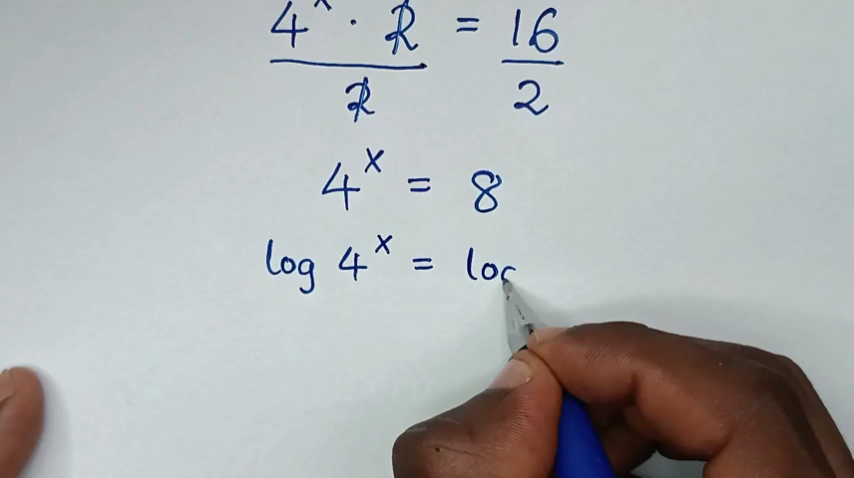 4^x · 2 = 16
2 2
4^x = 8
log 4^x = lo